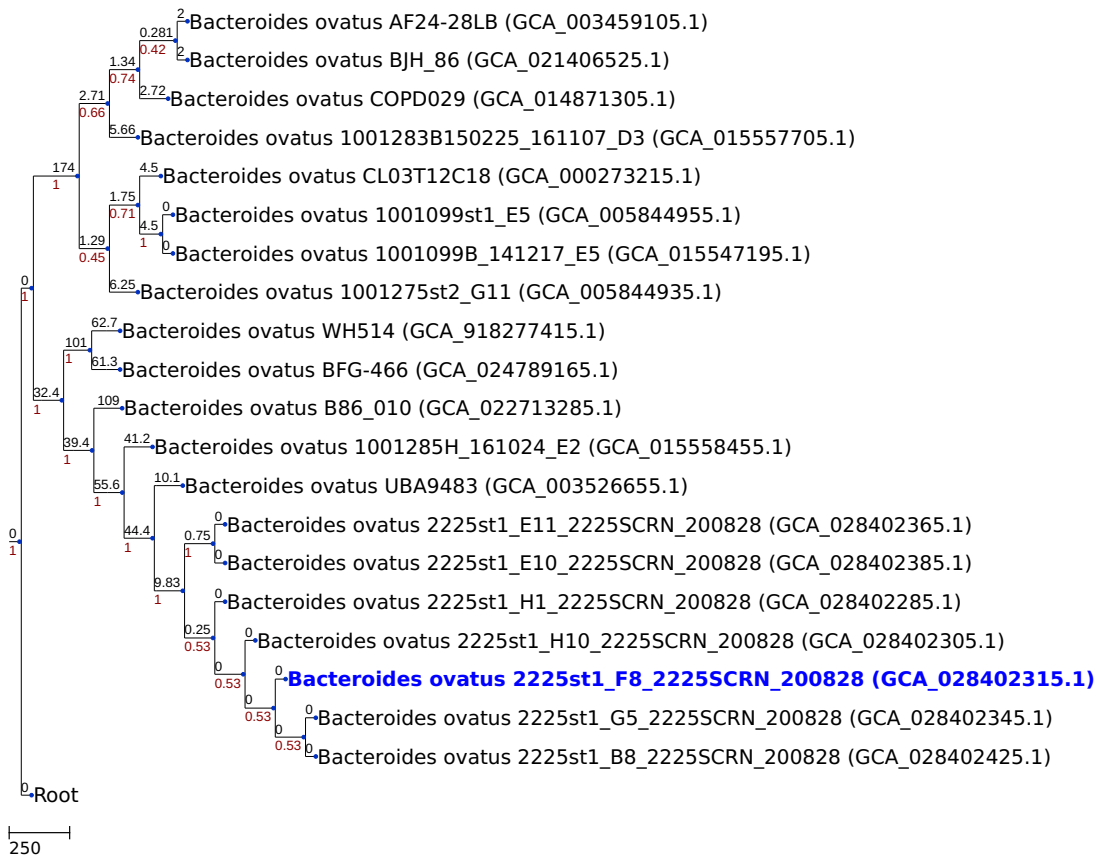 2
Bacteroides ovatus AF24-28LB (GCA_003459105.1)
0.281
0.42
2
Bacteroides ovatus BJH_86 (GCA_021406525.1)
1.34
0.74
2.72
Bacteroides ovatus COPD029 (GCA_014871305.1)
2.71
0.66
5.66
Bacteroides ovatus 1001283B150225_161107_D3 (GCA_015557705.1)
174
1
4.5
Bacteroides ovatus CL03T12C18 (GCA_000273215.1)
1.75
0.71
0
Bacteroides ovatus 1001099st1_E5 (GCA_005844955.1)
4.5
1
0
Bacteroides ovatus 1001099B_141217_E5 (GCA_015547195.1)
1.29
0.45
6.25
Bacteroides ovatus 1001275st2_G11 (GCA_005844935.1)
0
1
62.7
Bacteroides ovatus WH514 (GCA_918277415.1)
101
1
61.3
Bacteroides ovatus BFG-466 (GCA_024789165.1)
32.4
1
109
Bacteroides ovatus B86_010 (GCA_022713285.1)
39.4
1
41.2
Bacteroides ovatus 1001285H_161024_E2 (GCA_015558455.1)
55.6
1
10.1
Bacteroides ovatus UBA9483 (GCA_003526655.1)
44.4
1
0
Bacteroides ovatus 2225st1_E11_2225SCRN_200828 (GCA_028402365.1)
0.75
1
0
Bacteroides ovatus 2225st1_E10_2225SCRN_200828 (GCA_028402385.1)
0
1
9.83
1
0
Bacteroides ovatus 2225st1_H1_2225SCRN_200828 (GCA_028402285.1)
0.25
0.53
0
Bacteroides ovatus 2225st1_H10_2225SCRN_200828 (GCA_028402305.1)
0
0.53
0
Bacteroides ovatus 2225st1_F8_2225SCRN_200828 (GCA_028402315.1)
0
0.53
0
Bacteroides ovatus 2225st1_G5_2225SCRN_200828 (GCA_028402345.1)
0
0.53
0
Bacteroides ovatus 2225st1_B8_2225SCRN_200828 (GCA_028402425.1)
0
Root
250